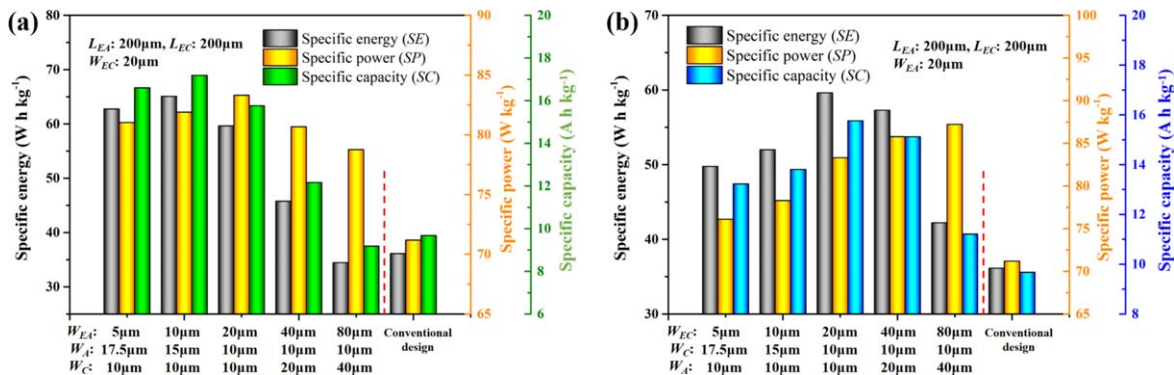 (a)
L_EA: 200μm, L_EC: 200μm
W_EC: 20μm
Specific energy (SE)
Specific power (SP)
Specific capacity (SC)
Specific energy (W h kg⁻¹)
80
70
60
50
40
30
Specific power (W kg⁻¹)
90
85
80
75
70
65
Specific capacity (A h kg⁻¹)
20
18
16
14
12
10
8
6
W_EA: 5μm 10μm 20μm 40μm 80μm Conventional
W_A: 17.5μm 15μm 10μm 10μm 10μm design
W_C: 10μm 10μm 10μm 20μm 40μm
(b)
L_EA: 200μm, L_EC: 200μm
W_EA: 20μm
Specific energy (SE)
Specific power (SP)
Specific capacity (SC)
Specific energy (W h kg⁻¹)
70
60
50
40
30
Specific power (W kg⁻¹)
100
95
90
85
80
75
70
65
Specific capacity (A h kg⁻¹)
20
18
16
14
12
10
8
W_EC: 5μm 10μm 20μm 40μm 80μm Conventional
W_C: 17.5μm 15μm 10μm 10μm 10μm design
W_A: 10μm 10μm 10μm 20μm 40μm